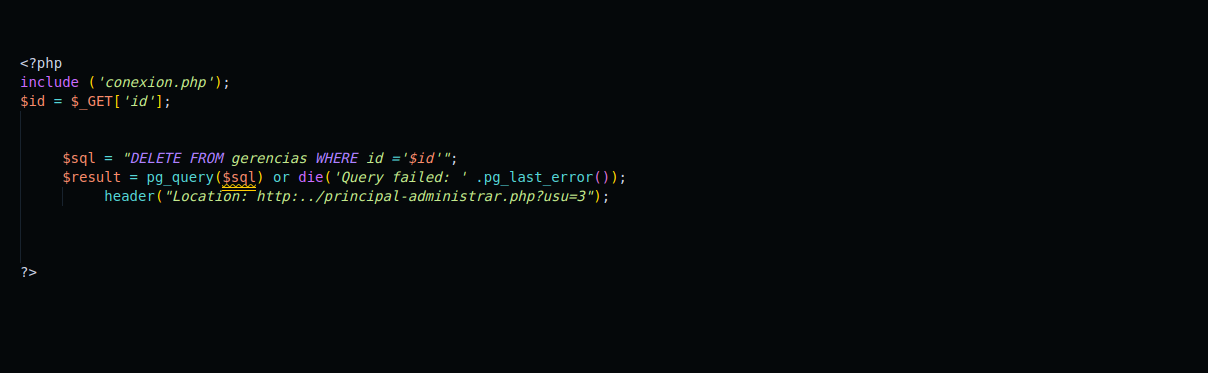 <?php
include ('conexion.php');
$id = $_GET['id'];
$sql = "DELETE FROM gerencias WHERE id ='$id'";
$result = pg_query($sql) or die('Query failed: ' .pg_last_error());
header("Location: http:../principal-administrar.php?usu=3");
?>